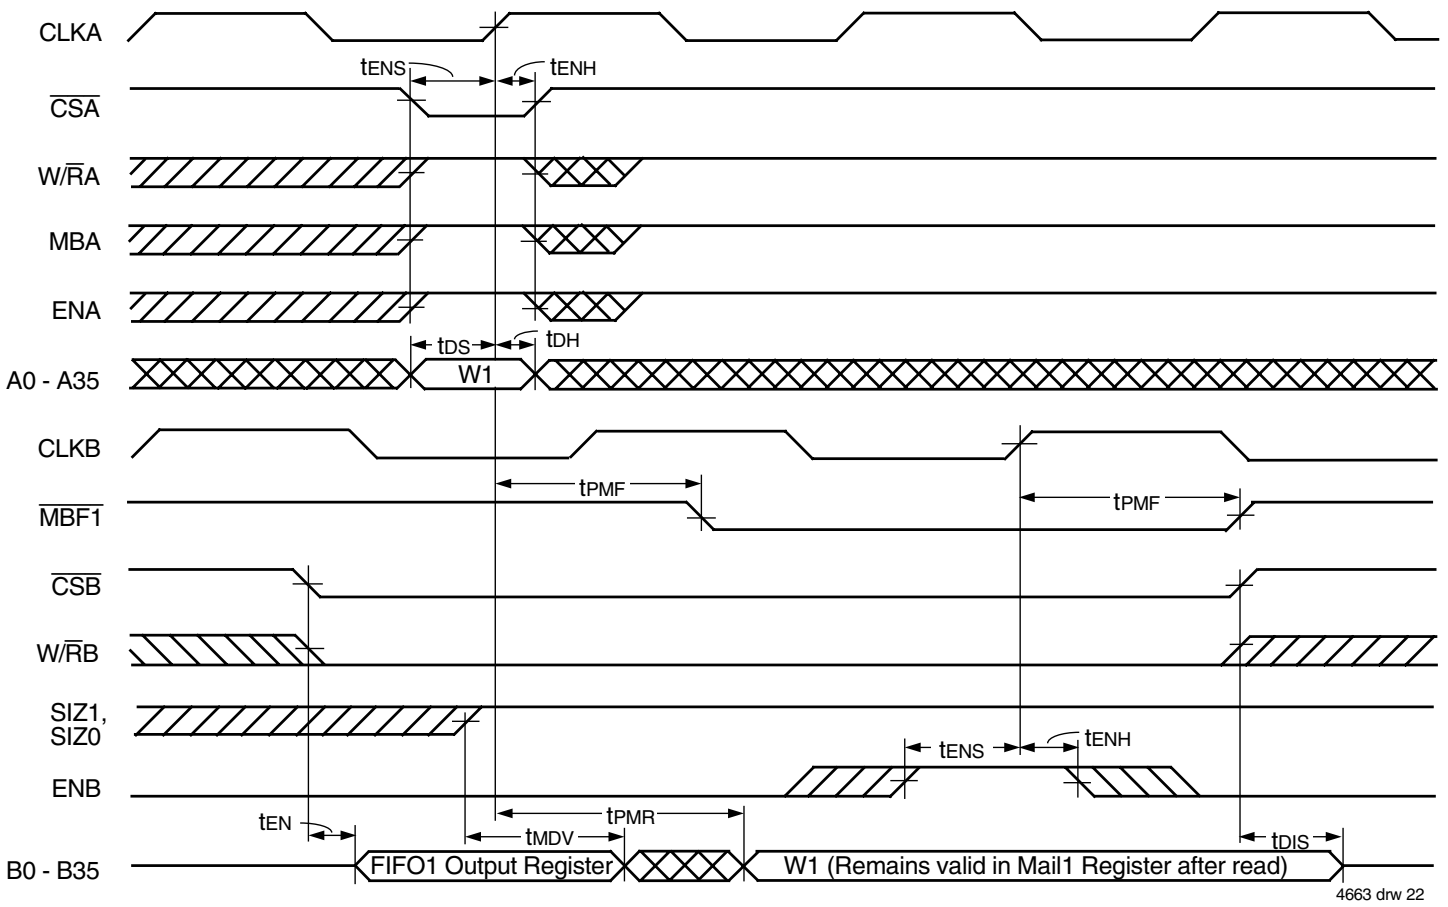 CLKA
tENS
tENH
CSA
W/RA
MBA
ENA
tDS
tDH
A0 - A35
W1
CLKB
tPMF
tPMF
MBF1
CSB
W/RB
SIZ1,
SIZ0
tENS
tENH
ENB
tEN
tPMR
tMDV
tDIS
B0 - B35
FIFO1 Output Register
W1 (Remains valid in Mail1 Register after read)
4663 drw 22